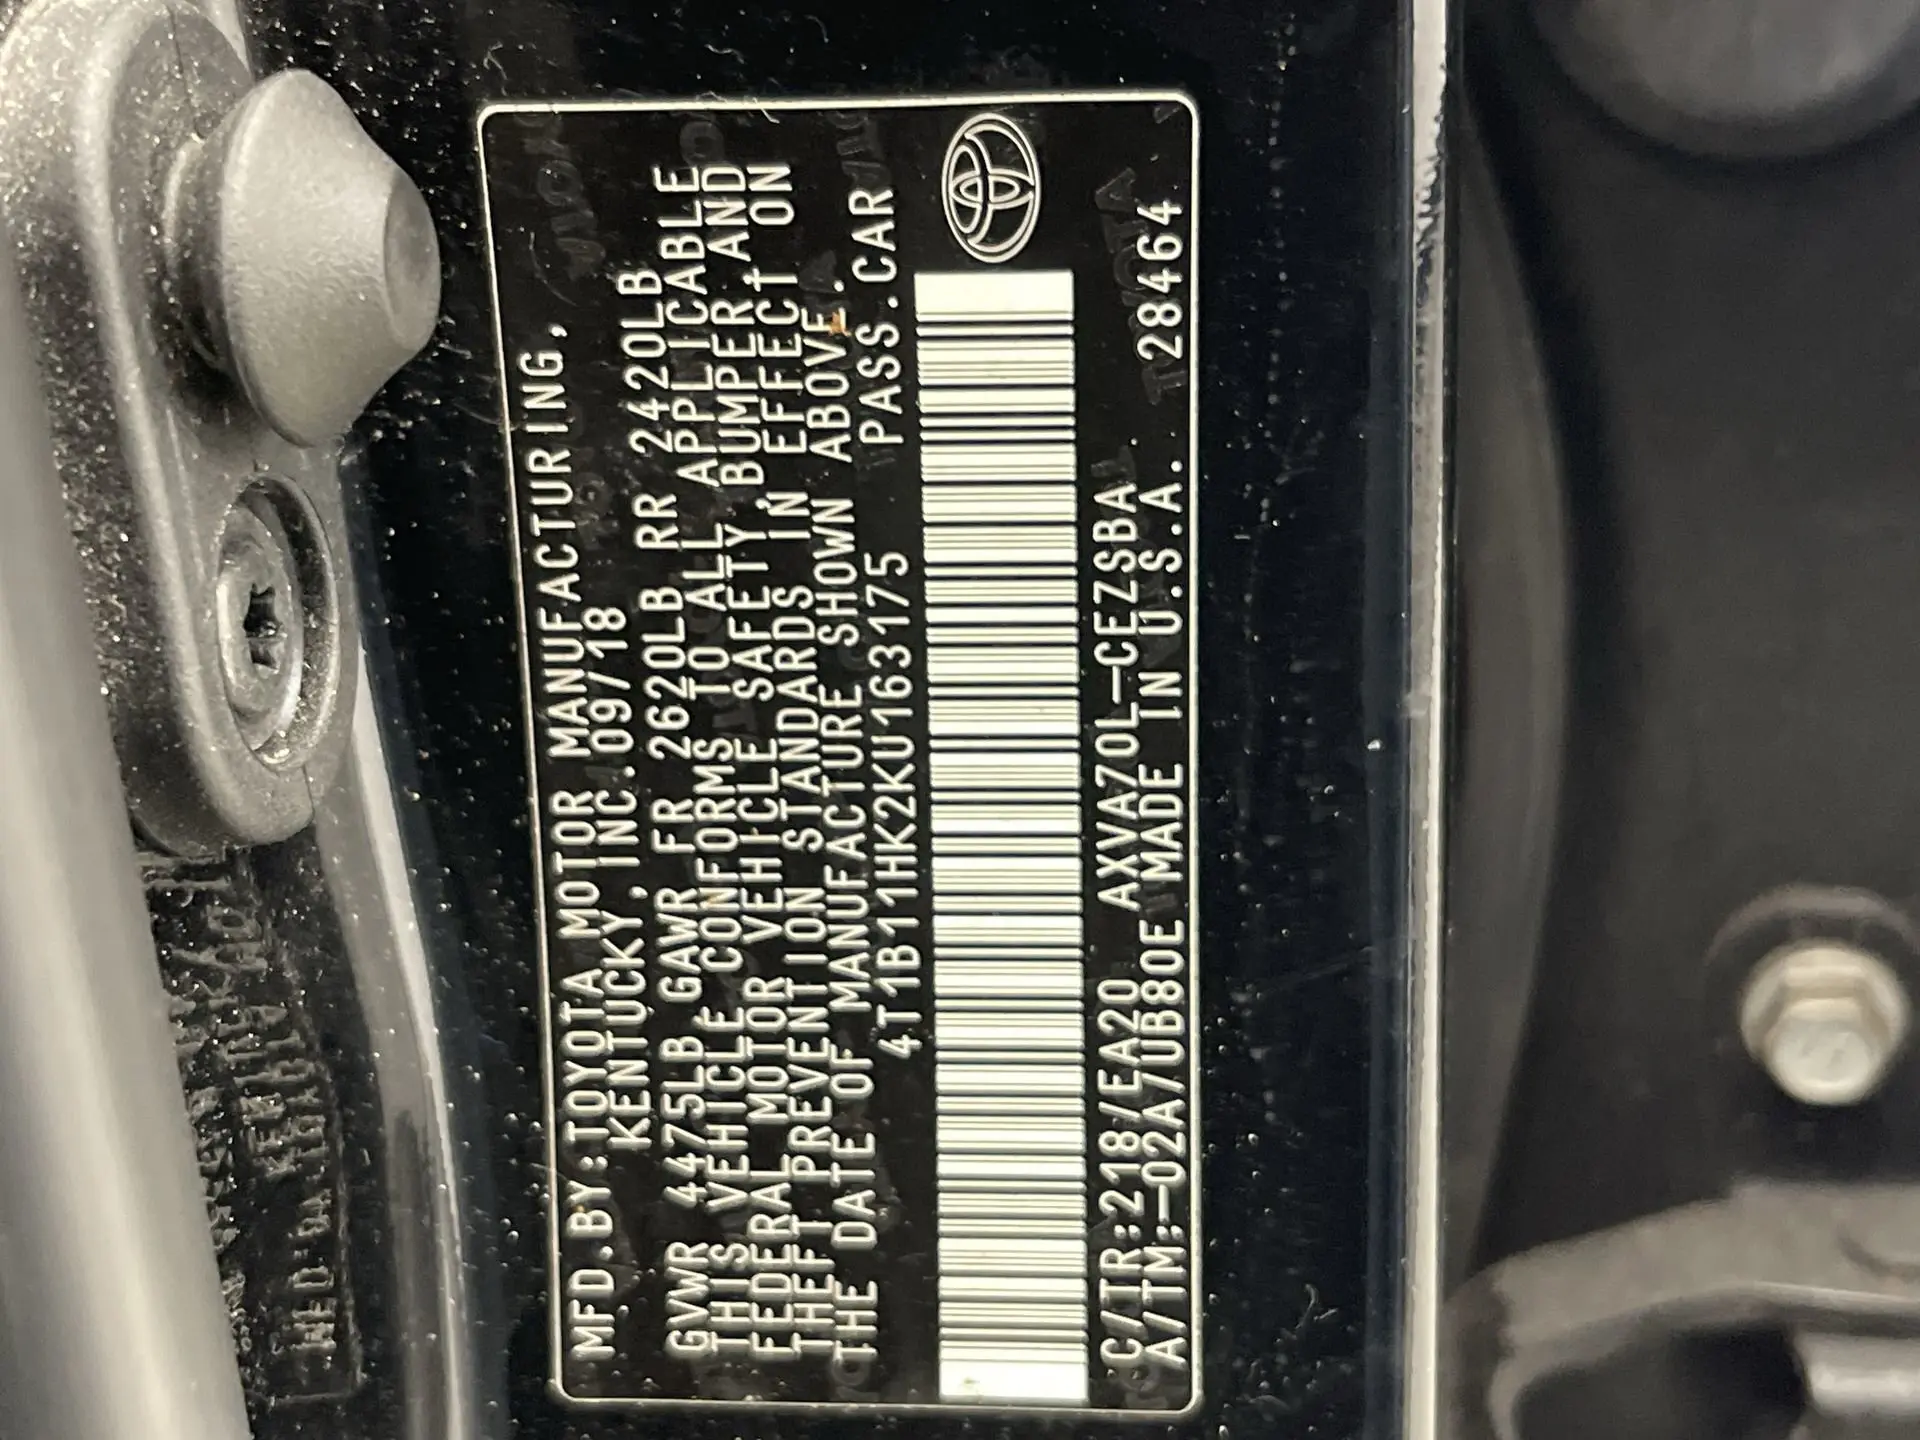 MFD.BY:TOYOTA MOTOR MANUFACTURING,
KENTUCKY,INC.09/18
GVWR 4475LB GAWR FR 2620LB RR 2420LB
THIS VEHICLE CONFORMS TO ALL APPLICABLE
FEDERAL MOTOR VEHICLE SAFETY BUMPER AND
THEFT PREVENTION STANDARDS IN EFFECT ON
THE DATE OF MANUFACTURE SHOWN ABOVE.
4T1B11HK2KU163175 PASS.CAR
C/TR:218/EA20 AXVA70L-CEZSBA
A/TM:-02A/UB80E MADE IN U.S.A. 28464